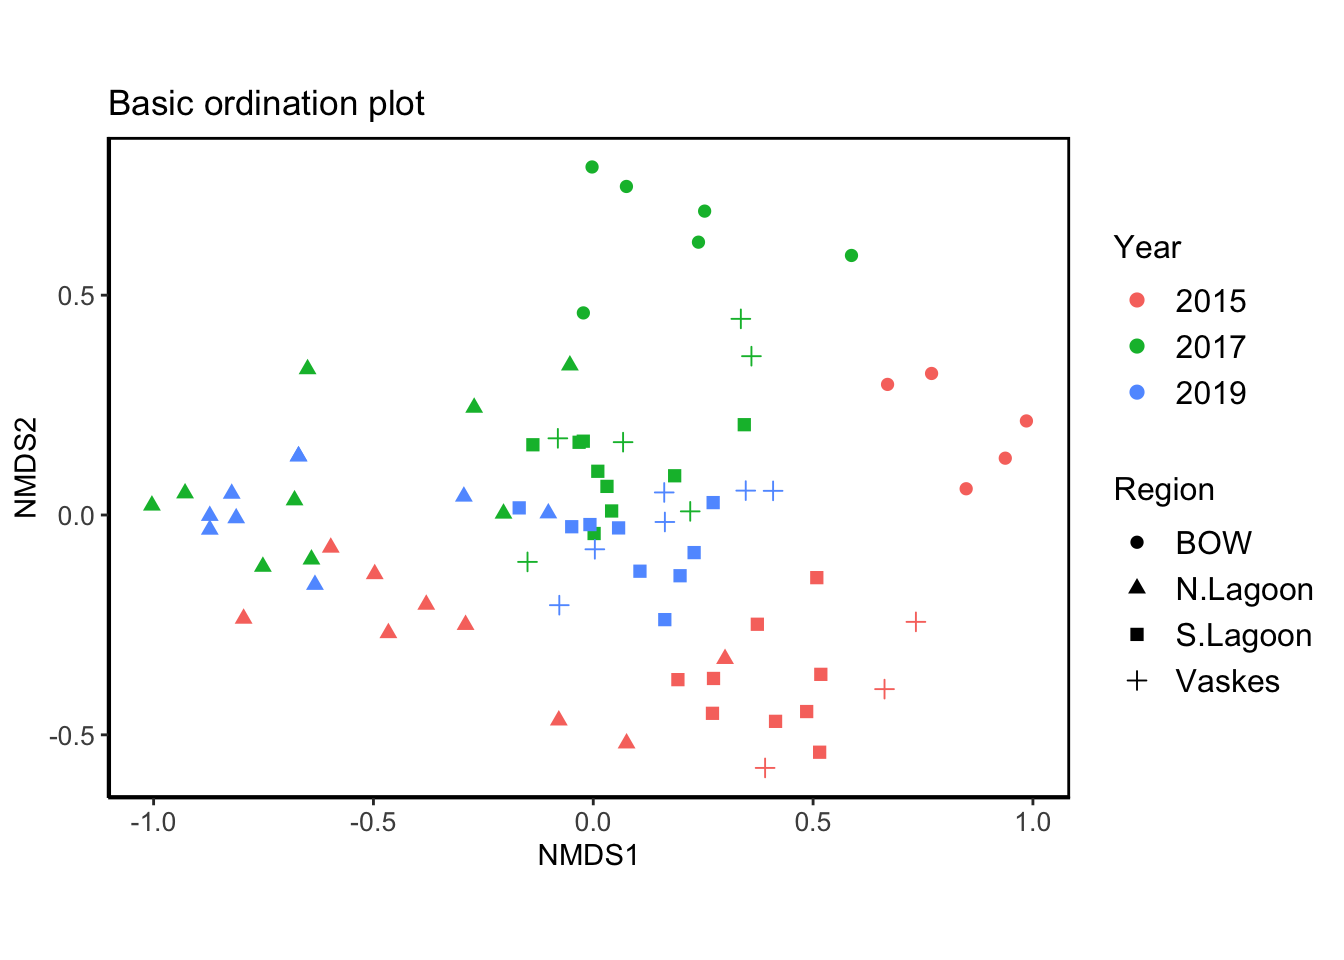 Basic ordination plot
NMDS2
0.5
0.0
-0.5
-1.0 -0.5 0.0 0.5 1.0
NMDS1
Year
2015
2017
2019
Region
BOW
N.Lagoon
S.Lagoon
Vaskes